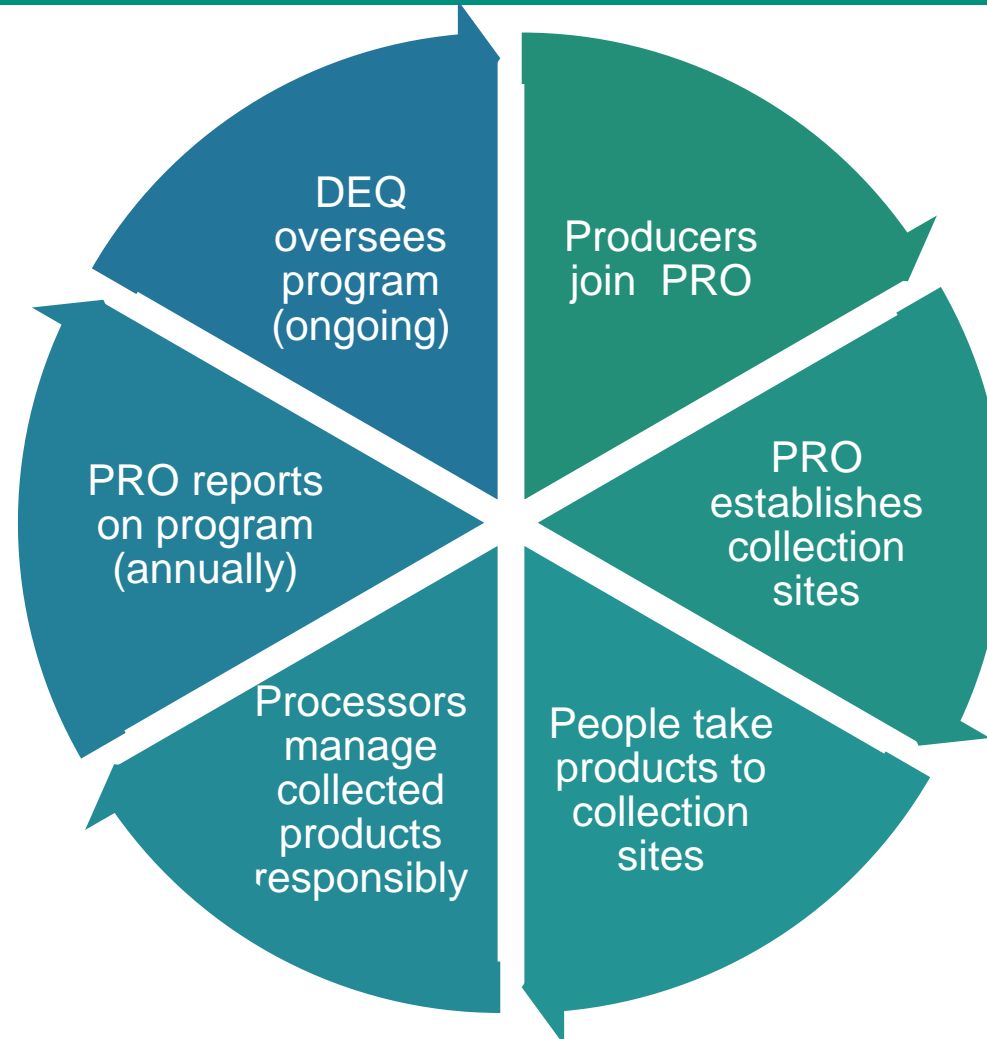 DEQ
oversees
program
(ongoing)
Producers
join PRO
PRO
establishes
collection
sites
People take
products to
collection
sites
Processors
manage
collected
products
responsibly
PRO reports
on program
(annually)